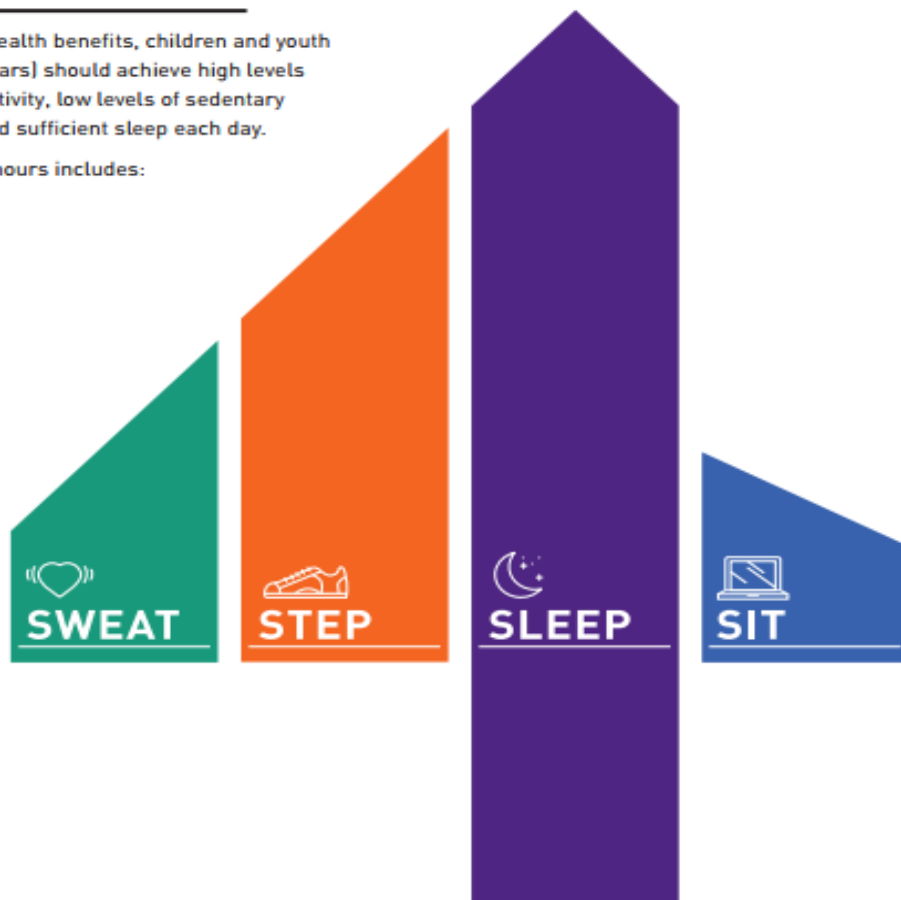 ealth benefits, children and youth
ars) should achieve high levels
tivity, low levels of sedentary
d sufficient sleep each day.
hours includes:
SWEAT
STEP
SLEEP
SIT